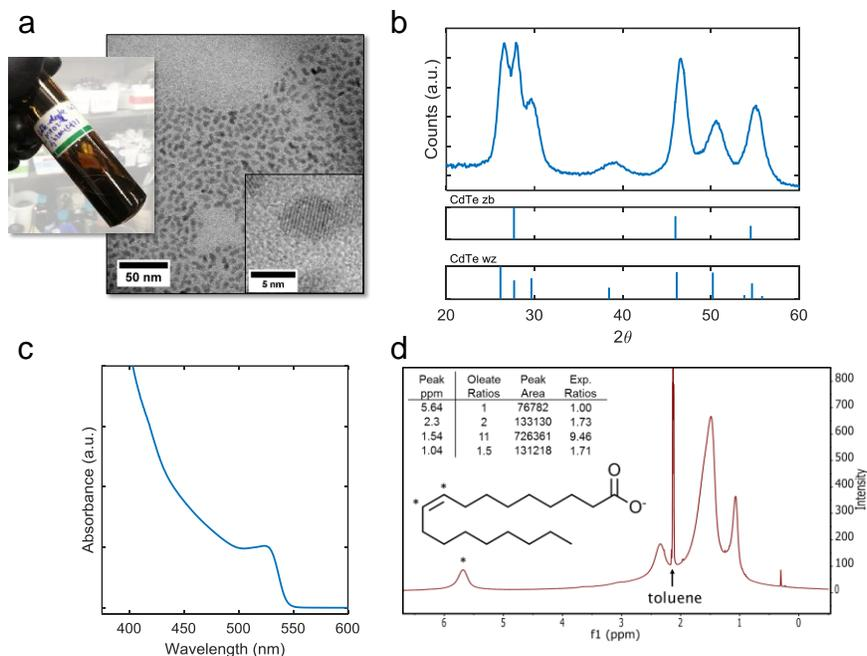 a
50 nm
5 nm
b
Counts (a.u.)
CdTe zb
CdTe wz
20
30
40
50
60
2θ
c
Absorbance (a.u.)
400
450
500
550
600
Wavelength (nm)
d
Peak ppm Oleate Ratios Peak Area Exp. Ratios
5.64 1 76782 1.00
2.3 2 133130 1.73
1.54 11 726361 9.46
1.04 1.5 131218 1.71
O
O-
*
*
*
toluene
800
700
600
500
400
300
200
100
0
Intensity
6
5
4
3
2
1
0
f1 (ppm)